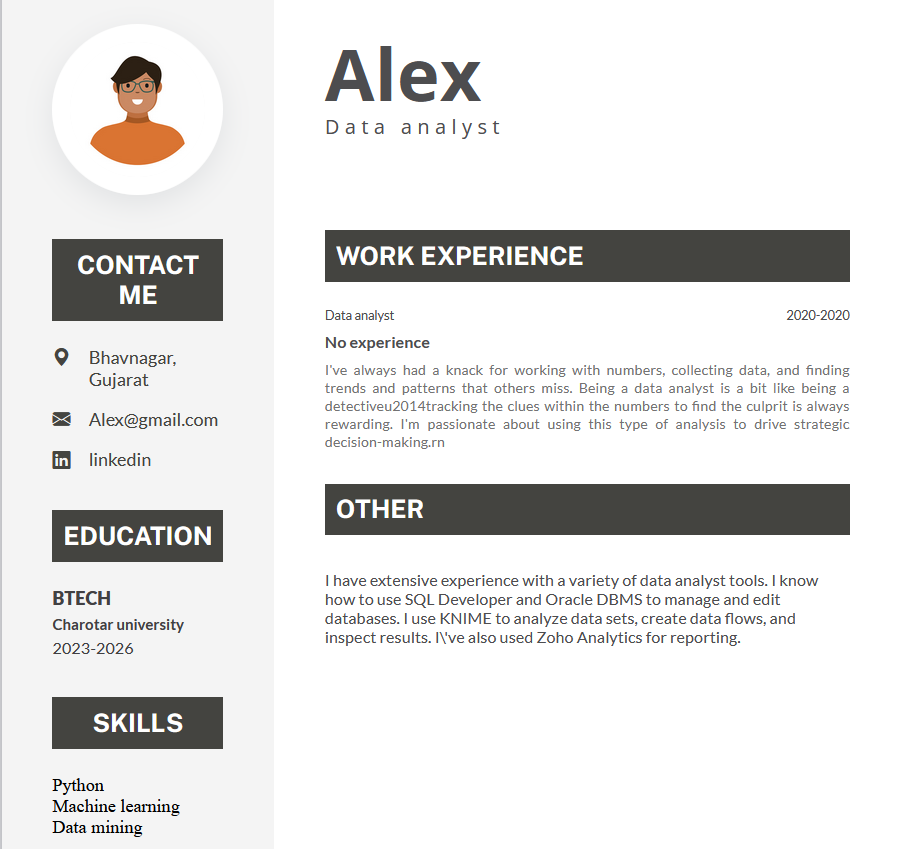 Alex
Data analyst
CONTACT
ME
Bhavnagar,
Gujarat
Alex@gmail.com
linkedin
EDUCATION
BTECH
Charotar university
2023-2026
SKILLS
Python
Machine learning
Data mining
WORK EXPERIENCE
Data analyst 2020-2020
No experience
I've always had a knack for working with numbers, collecting data, and finding
trends and patterns that others miss. Being a data analyst is a bit like being a
detectiveu2014tracking the clues within the numbers to find the culprit is always
rewarding. I'm passionate about using this type of analysis to drive strategic
decision-making.rn
OTHER
I have extensive experience with a variety of data analyst tools. I know
how to use SQL Developer and Oracle DBMS to manage and edit
databases. I use KNIME to analyze data sets, create data flows, and
inspect results. I\'ve also used Zoho Analytics for reporting.